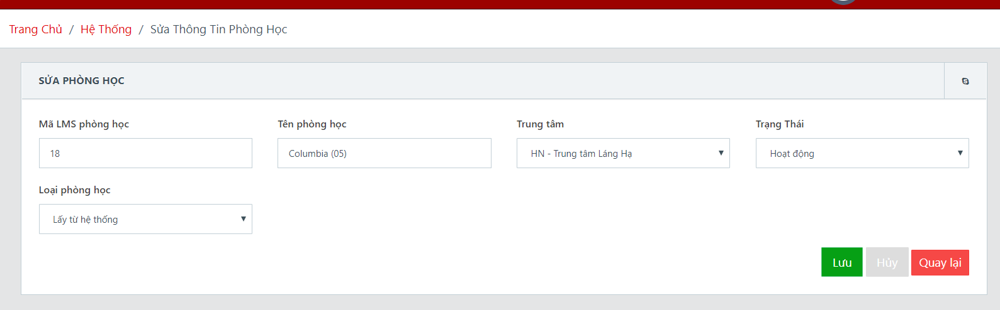 Trang Chủ / Hệ Thống / Sửa Thông Tin Phòng Học
SỬA PHÒNG HỌC
Mã LMS phòng học
Tên phòng học
Trung tâm
Trạng Thái
18
Columbia (05)
HN - Trung tâm Láng Hạ
Hoạt động
Loại phòng học
Lấy từ hệ thống
Lưu
Hủy
Quay lại